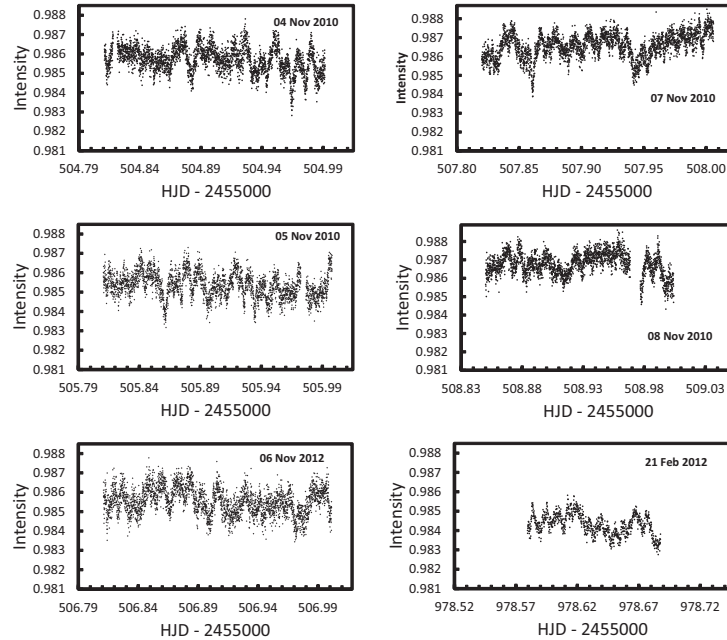 04 Nov 2010
Intensity
0.988
0.987
0.986
0.985
0.984
0.983
0.982
0.981
504.79 504.84 504.89 504.94 504.99
HJD - 2455000
07 Nov 2010
Intensity
0.988
0.987
0.986
0.985
0.984
0.983
0.982
0.981
507.80 507.85 507.90 507.95 508.00
HJD - 2455000
05 Nov 2010
Intensity
0.988
0.987
0.986
0.985
0.984
0.983
0.982
0.981
505.79 505.84 505.89 505.94 505.99
HJD - 2455000
08 Nov 2010
Intensity
0.988
0.987
0.986
0.985
0.984
0.983
0.982
0.981
508.83 508.88 508.93 508.98 509.03
HJD - 2455000
06 Nov 2012
Intensity
0.988
0.987
0.986
0.985
0.984
0.983
0.982
0.981
506.79 506.84 506.89 506.94 506.99
HJD - 2455000
21 Feb 2012
Intensity
0.988
0.987
0.986
0.985
0.984
0.983
0.982
0.981
978.52 978.57 978.62 978.67 978.72
HJD - 2455000